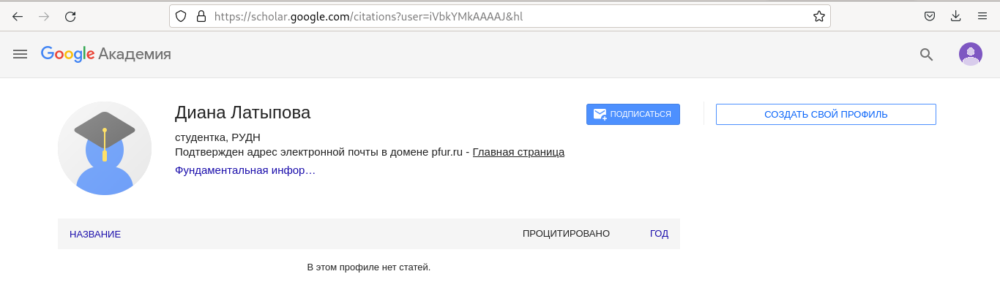 https://scholar.google.com/citations?user=iVbkYMkAAAAJ&hl
Google Академия
Диана Латыпова
ПОДПИСАТЬСЯ
СОЗДАТЬ СВОЙ ПРОФИЛЬ
студентка, РУДН
Подтвержден адрес электронной почты в домене pfur.ru - Главная страница
Фундаментальная инфор…
НАЗВАНИЕ ПРОЦИТИРОВАНО ГОД
В этом профиле нет статей.